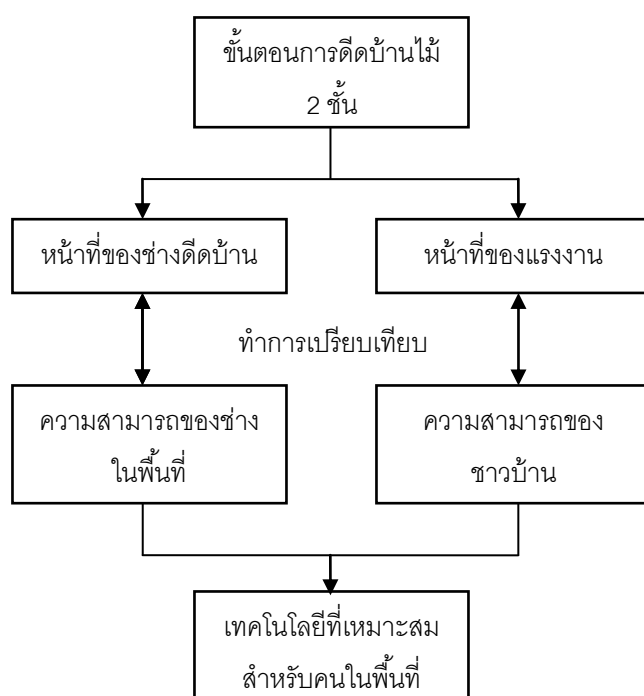 ขั้นตอนการดีดบ้านไม้
2 ชั้น
หน้าที่ของช่างดีดบ้าน
หน้าที่ของแรงงาน
ทำการเปรียบเทียบ
ความสามารถของช่าง
ในพื้นที่
ความสามารถของ
ชาวบ้าน
เทคโนโลยีที่เหมาะสม
สำหรับคนในพื้นที่